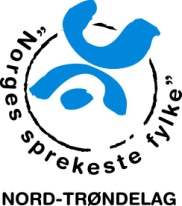 "Norges sprekeste fylke"
NORD-TRØNDELAG